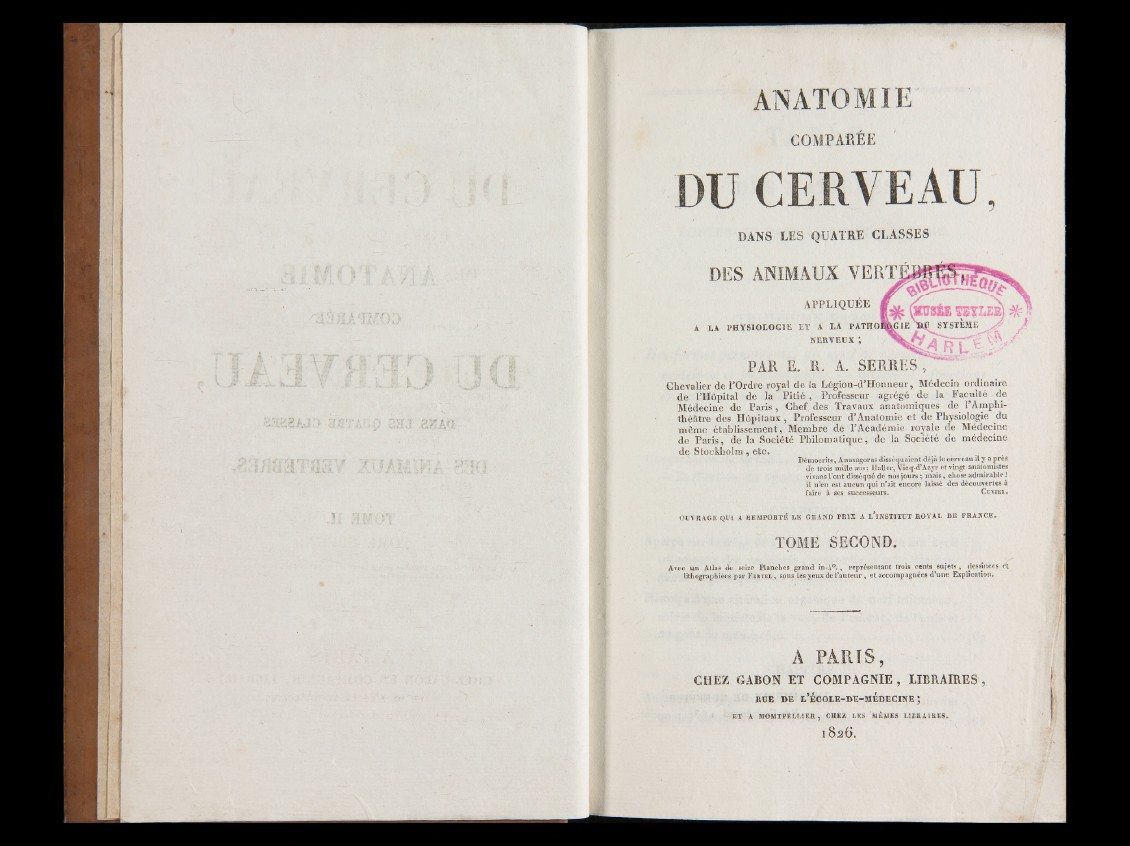 ANATOMIE
COMPARÉE
DU CERVEAU,
DANS LES QUATRE CLASSES
DES ANIMAUX VERTÉBRÉS,
APPLIQUÉE
A LA PHYSIOLOGIE ET A LA PATHOLOGIE DU SYSTÈME
NERVEUX ;
BIBLIOTHEQUE
MUSÉE TEYLER
HARLEM
PAR E. R. A. SERRES,
Chevalier de l'Ordre royal de la Légion-d'Honneur, Médecin ordinaire
de l'Hôpital de la Pitié, Professeur agrégé de la Faculté de
Médecine de Paris, Chef des Travaux anatomiques de l'Amphi-
théâtre des Hôpitaux, Professeur d'Anatomie et de Physiologie du
même établissement, Membre de l'Académie royale de Médecine
de Paris, de la Société Philomatique, de la Société de médecine
de Stockholm, etc.
Démocrite, Anaxagoras disséquaient déjà le cerveau il y a près
de trois mille ans; Haller, Vicq-d'Azyr et vingt anatomistes
vivans l'ont disséqué de nos jours; mais, chose admirable!
il n'en est aucun qui n'ait encore laissé des découvertes à
faire à ses successeurs. CUVIER.
OUVRAGE QUI A REMPORTÉ LE GRAND PRIX A L'INSTITUT ROYAL DE FRANCE.
TOME SECOND.
Avec un Atlas de seize Planches grand in-4°., représentant trois cents sujets, dessinées et
lithographiées par FERTEL, sous les yeux de l'auteur, et accompagnées d'une Explication.
A PARIS,
CHEZ GABON ET COMPAGNIE, LIBRAIRES,
RUE DE L'ÉCOLE-DE-MÉDECINE;
ET A MONTPELLIER, CHEZ LES MÊMES LIBRAIRES.
1826.